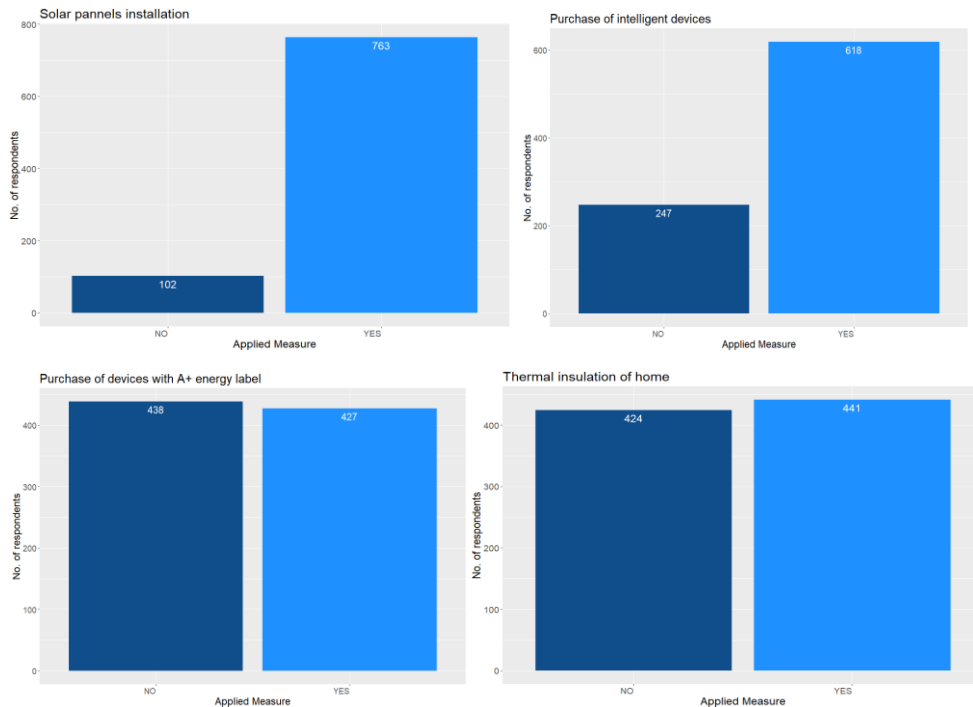 Solar pannels installation
800
600
400
200
0
No. of respondents
102
763
NO
YES
Applied Measure
Purchase of intelligent devices
600
400
200
0
No. of respondents
247
618
NO
YES
Applied Measure
Purchase of devices with A+ energy label
400
300
200
100
0
No. of respondents
438
427
NO
YES
Applied Measure
Thermal insulation of home
400
300
200
100
0
No. of respondents
424
441
NO
YES
Applied Measure